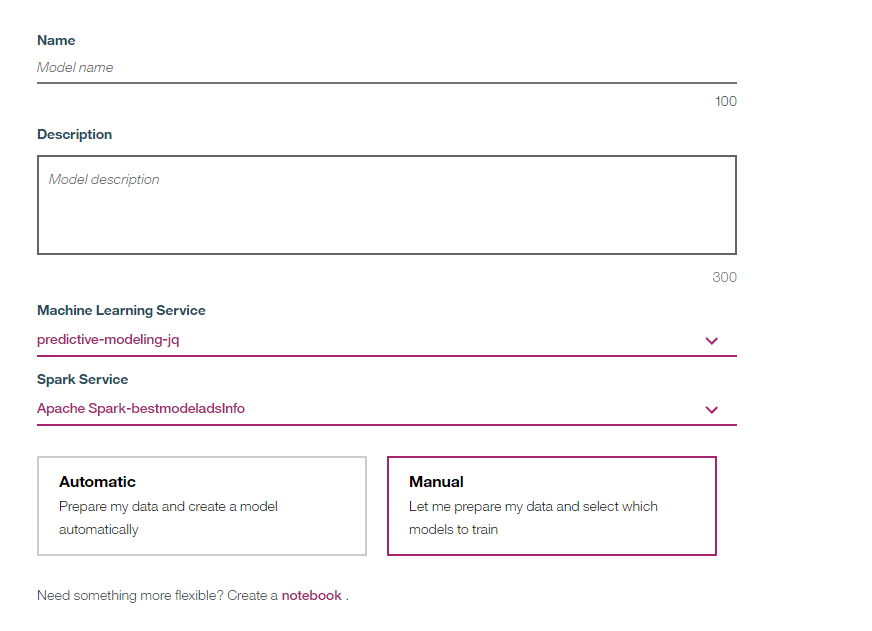 Name
Model name
100
Description
Model description
300
Machine Learning Service
predictive-modeling-jq
Spark Service
Apache Spark-bestmodeladsInfo
Automatic
Prepare my data and create a model
automatically
Manual
Let me prepare my data and select which
models to train
Need something more flexible? Create a notebook .